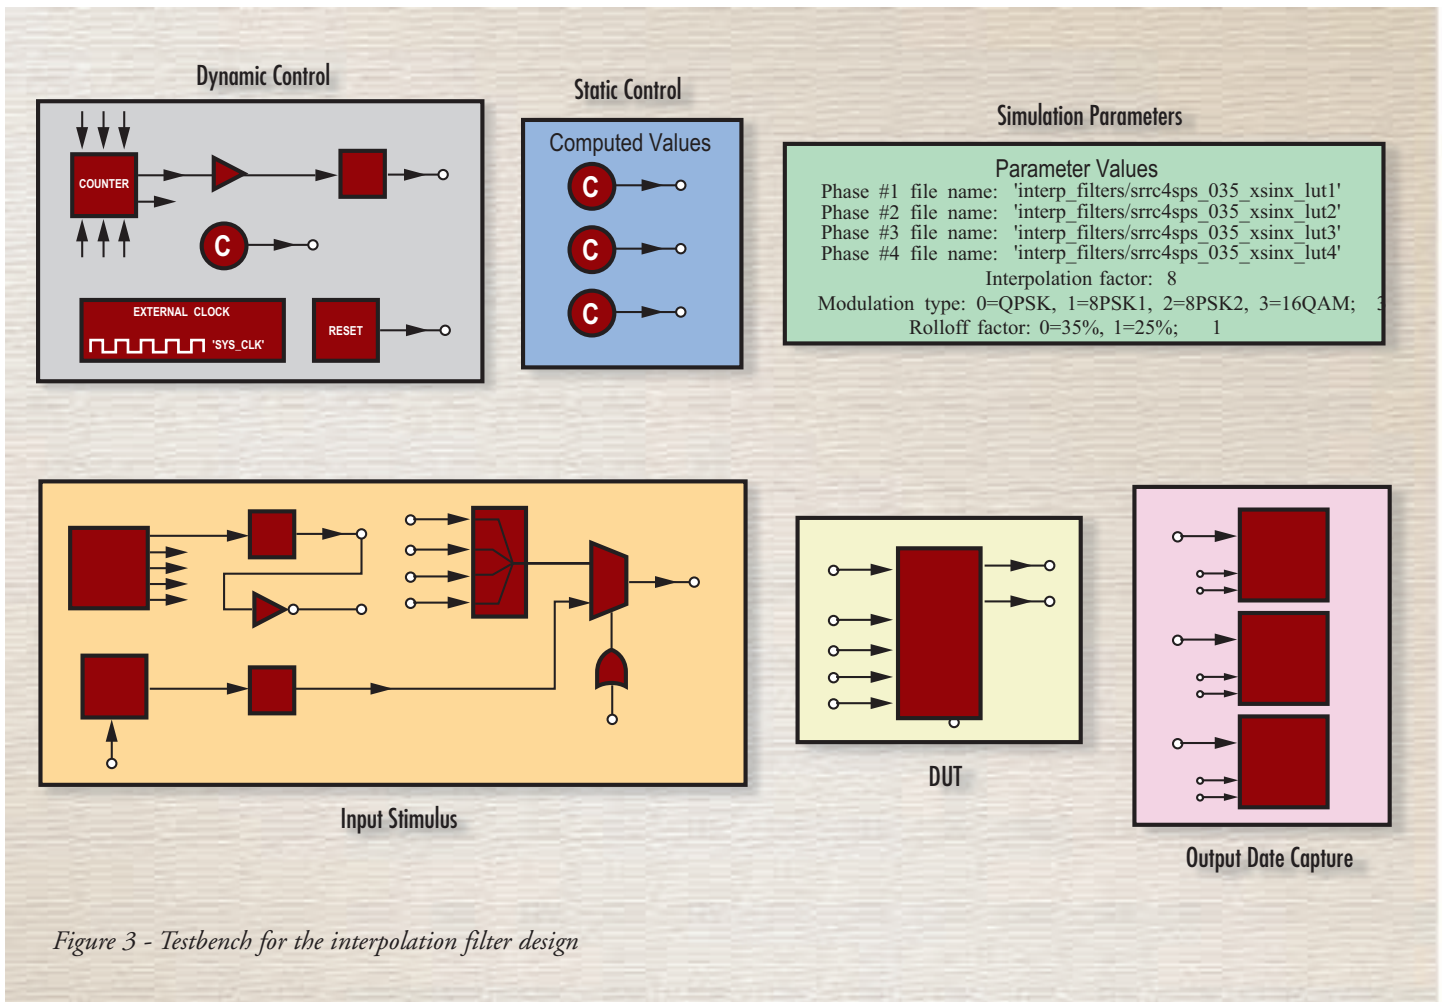 Dynamic Control
COUNTER
C
EXTERNAL CLOCK
'SYS_CLK'
RESET
Static Control
Computed Values
C
C
C
Simulation Parameters
Parameter Values
Phase #1 file name: 'interp_filters/srrc4sps_035_xsinx_lut1'
Phase #2 file name: 'interp_filters/srrc4sps_035_xsinx_lut2'
Phase #3 file name: 'interp_filters/srrc4sps_035_xsinx_lut3'
Phase #4 file name: 'interp_filters/srrc4sps_035_xsinx_lut4'
Interpolation factor: 8
Modulation type: 0=QPSK, 1=8PSK1, 2=8PSK2, 3=16QAM; 3
Rolloff factor: 0=35%, 1=25%; 1
Input Stimulus
DUT
Output Date Capture
Figure 3 - Testbench for the interpolation filter design